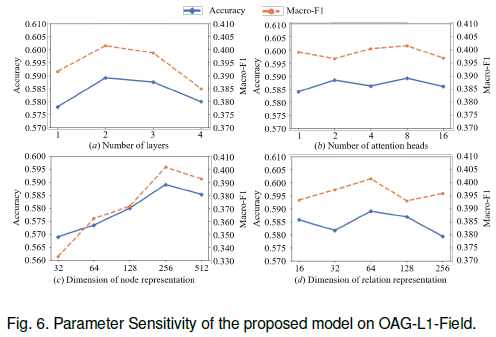 Accuracy Macro-F1
0.610 0.605 0.600 0.595 0.590 0.585 0.580 0.575 0.570
Accuracy
1 2 3 4
0.410 0.405 0.400 0.395 0.390 0.385 0.380 0.375 0.370
Macro-F1
(a) Number of layers
0.610 0.605 0.600 0.595 0.590 0.585 0.580 0.575 0.570
Accuracy
1 2 4 8 16
0.410 0.405 0.400 0.395 0.390 0.385 0.380 0.375 0.370
Macro-F1
(b) Number of attention heads
0.600 0.595 0.590 0.585 0.580 0.575 0.570 0.565 0.560
Accuracy
32 64 128 256 512
0.410 0.400 0.390 0.380 0.370 0.360 0.350 0.340 0.330
Macro-F1
(c) Dimension of node representation
0.610 0.605 0.600 0.595 0.590 0.585 0.580 0.575 0.570
Accuracy
16 32 64 128 256
0.410 0.405 0.400 0.395 0.390 0.385 0.380 0.375 0.370
Macro-F1
(d) Dimension of relation representation
Fig. 6. Parameter Sensitivity of the proposed model on OAG-L1-Field.